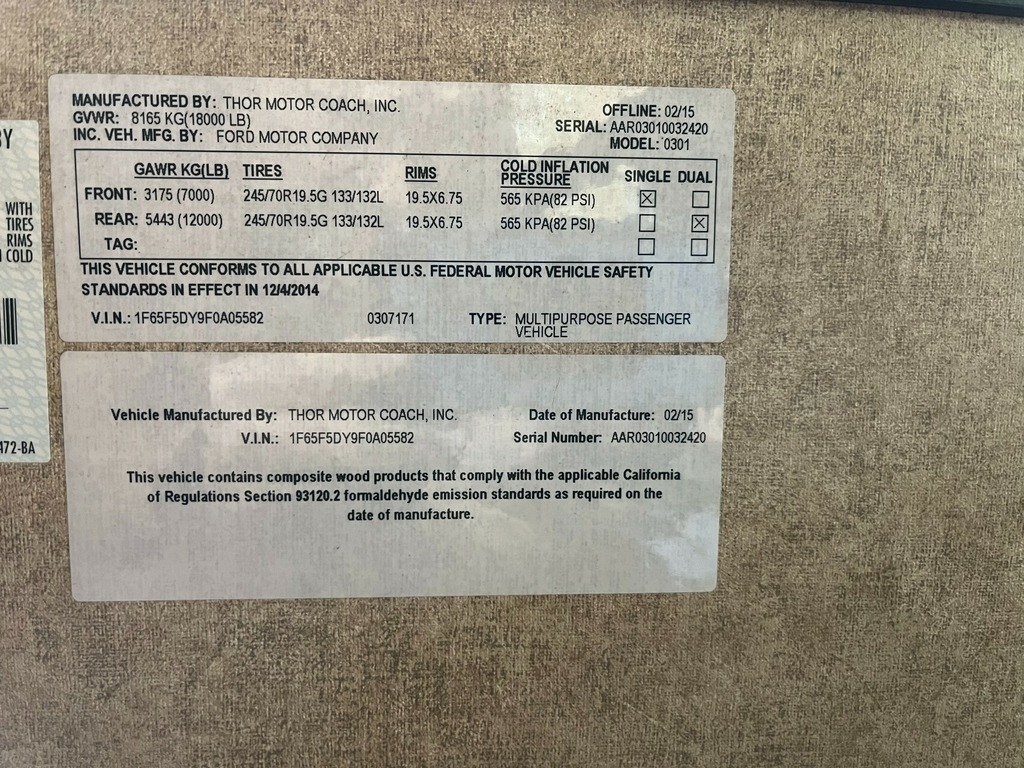 MANUFACTURED BY: THOR MOTOR COACH, INC.
OFFLINE: 02/15
GVWR: 8165 KG(18000 LB)
SERIAL: AAR03010032420
INC. VEH. MFG. BY: FORD MOTOR COMPANY
MODEL: 0301
GAWR KG(LB) TIRES RIMS COLD INFLATION PRESSURE SINGLE DUAL
FRONT: 3175 (7000) 245/70R19.5G 133/132L 19.5X6.75 565 KPA(82 PSI) ☒ ☐
REAR: 5443 (12000) 245/70R19.5G 133/132L 19.5X6.75 565 KPA(82 PSI) ☐ ☒
TAG: ☐ ☐
THIS VEHICLE CONFORMS TO ALL APPLICABLE U.S. FEDERAL MOTOR VEHICLE SAFETY
STANDARDS IN EFFECT IN 12/4/2014
V.I.N.: 1F65F5DY9F0A05582 0307171 TYPE: MULTIPURPOSE PASSENGER
VEHICLE
Vehicle Manufactured By: THOR MOTOR COACH, INC. Date of Manufacture: 02/15
V.I.N.: 1F65F5DY9F0A05582 Serial Number: AAR03010032420
This vehicle contains composite wood products that comply with the applicable California
of Regulations Section 93120.2 formaldehyde emission standards as required on the
date of manufacture.
WITH
TIRES
RIMS
COLD
472-BA